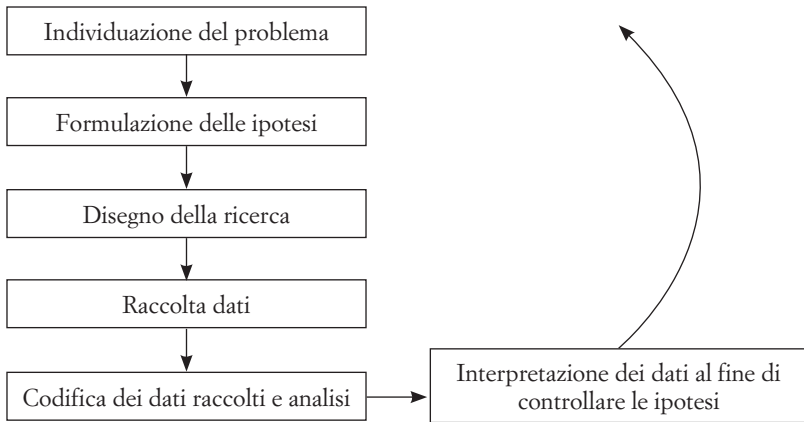 Individuazione del problema
Formulazione delle ipotesi
Disegno della ricerca
Raccolta dati
Codifica dei dati raccolti e analisi
Interpretazione dei dati al fine di
controllare le ipotesi